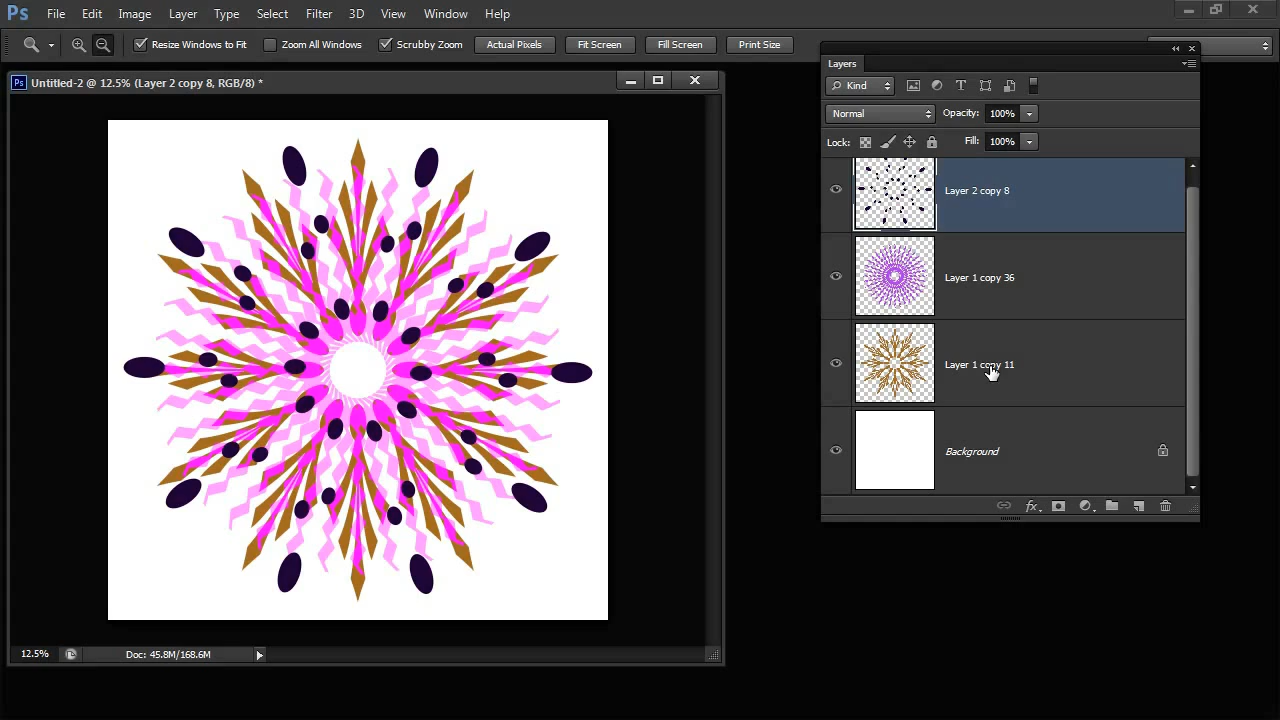 Ps File Edit Image Layer Type Select Filter 3D View Window Help
Resize Windows to Fit Zoom All Windows Scrubby Zoom Actual Pixels Fit Screen Fill Screen Print Size
Ps Untitled-2 @ 12.5% (Layer 2 copy 8, RGB/8) *
Layers
Kind
Normal Opacity: 100%
Lock: Fill: 100%
Layer 2 copy 8
Layer 1 copy 36
Layer 1 copy 11
Background
fx
12.5% Doc: 45.8M/168.6M